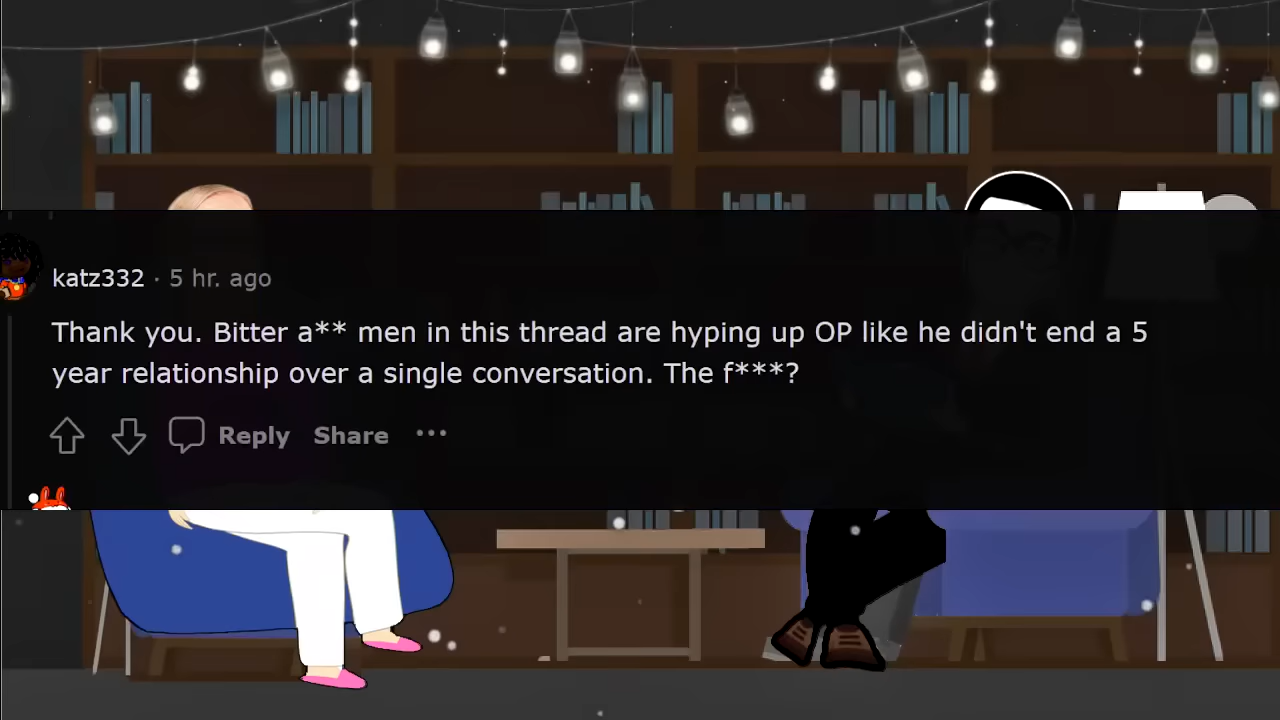 katz332 · 5 hr. ago
Thank you. Bitter a** men in this thread are hyping up OP like he didn't end a 5
year relationship over a single conversation. The f***?
Reply Share ···